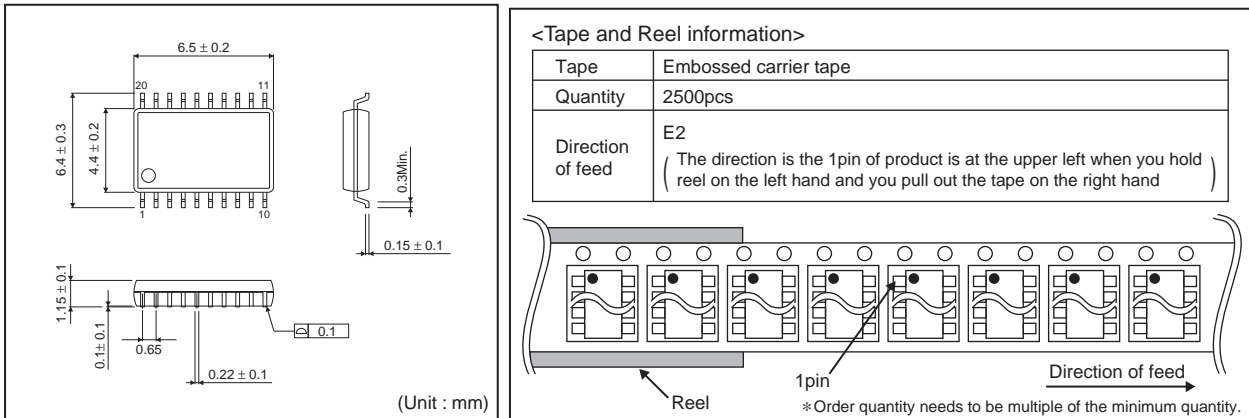 6.5 ± 0.2
20 11
6.4 ± 0.3
4.4 ± 0.2
1 10
0.3Min.
0.15 ± 0.1
1.15 ± 0.1
0.1± 0.1
0.65
0.1
0.22 ± 0.1
(Unit : mm)
<Tape and Reel information>
Tape Embossed carrier tape
Quantity 2500pcs
Direction of feed
E2
( The direction is the 1pin of product is at the upper left when you hold
reel on the left hand and you pull out the tape on the right hand )
1pin
Reel
Direction of feed
*Order quantity needs to be multiple of the minimum quantity.